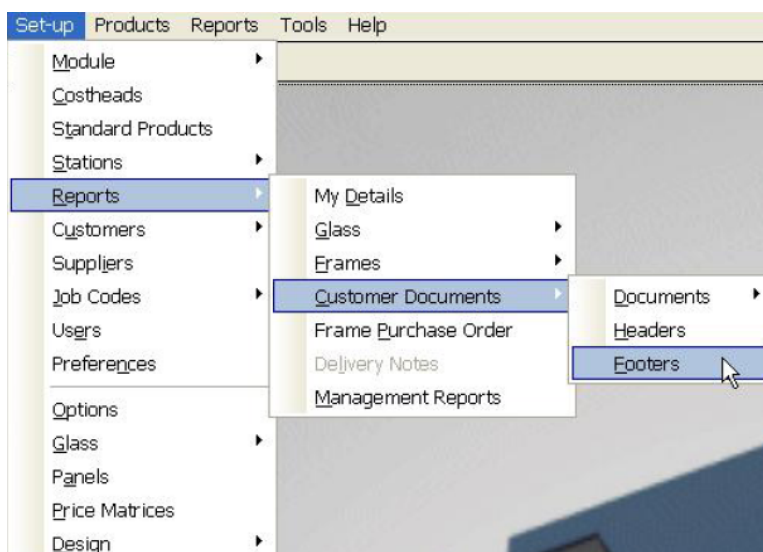 Set-up Products Reports Tools Help
Module
Costheads
Standard Products
Stations
Reports
Customers
Suppliers
Job Codes
Users
Preferences
Options
Glass
Panels
Price Matrices
Design
My Details
Glass
Frames
Customer Documents
Frame Purchase Order
Delivery Notes
Management Reports
Documents
Headers
Footers